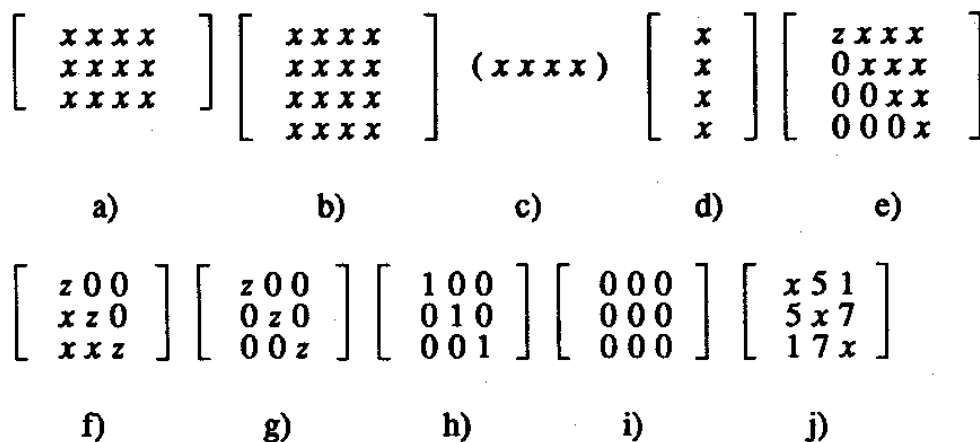 x x x x   x x x x   ( x x x x )   x   z x x x
x x x x   x x x x   x   0 x x x
x x x x   x x x x   x   0 0 x x
x x x x   x   0 0 0 x
a)   b)   c)   d)   e)
z 0 0   z 0 0   1 0 0   0 0 0   x 5 1
x z 0   0 z 0   0 1 0   0 0 0   5 x 7
x x z   0 0 z   0 0 1   0 0 0   1 7 x
f)   g)   h)   i)   j)